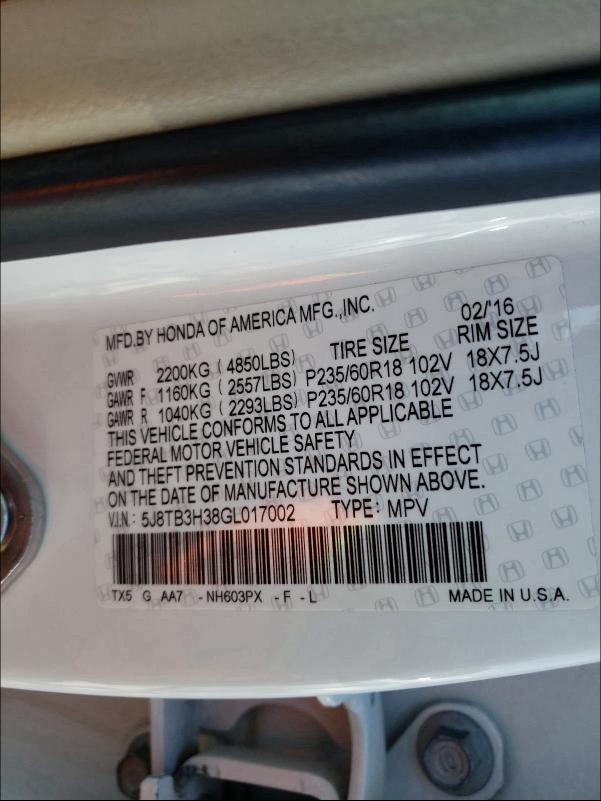 MFD.BY HONDA OF AMERICA MFG.,INC. 02/'16
GVWR 2200KG ( 4850LBS) TIRE SIZE RIM SIZE
GAWR F 1160KG ( 2557LBS) P235/60R18 102V 18X7.5J
GAWR R 1040KG ( 2293LBS) P235/60R18 102V 18X7.5J
THIS VEHICLE CONFORMS TO ALL APPLICABLE
FEDERAL MOTOR VEHICLE SAFETY
AND THEFT PREVENTION STANDARDS IN EFFECT
ON THE DATE OF MANUFACTURE SHOWN ABOVE.
V.I.N.: 5J8TB3H38GL017002 TYPE: MPV
TX5 G AA7 -NH603PX -F -L MADE IN U.S.A.